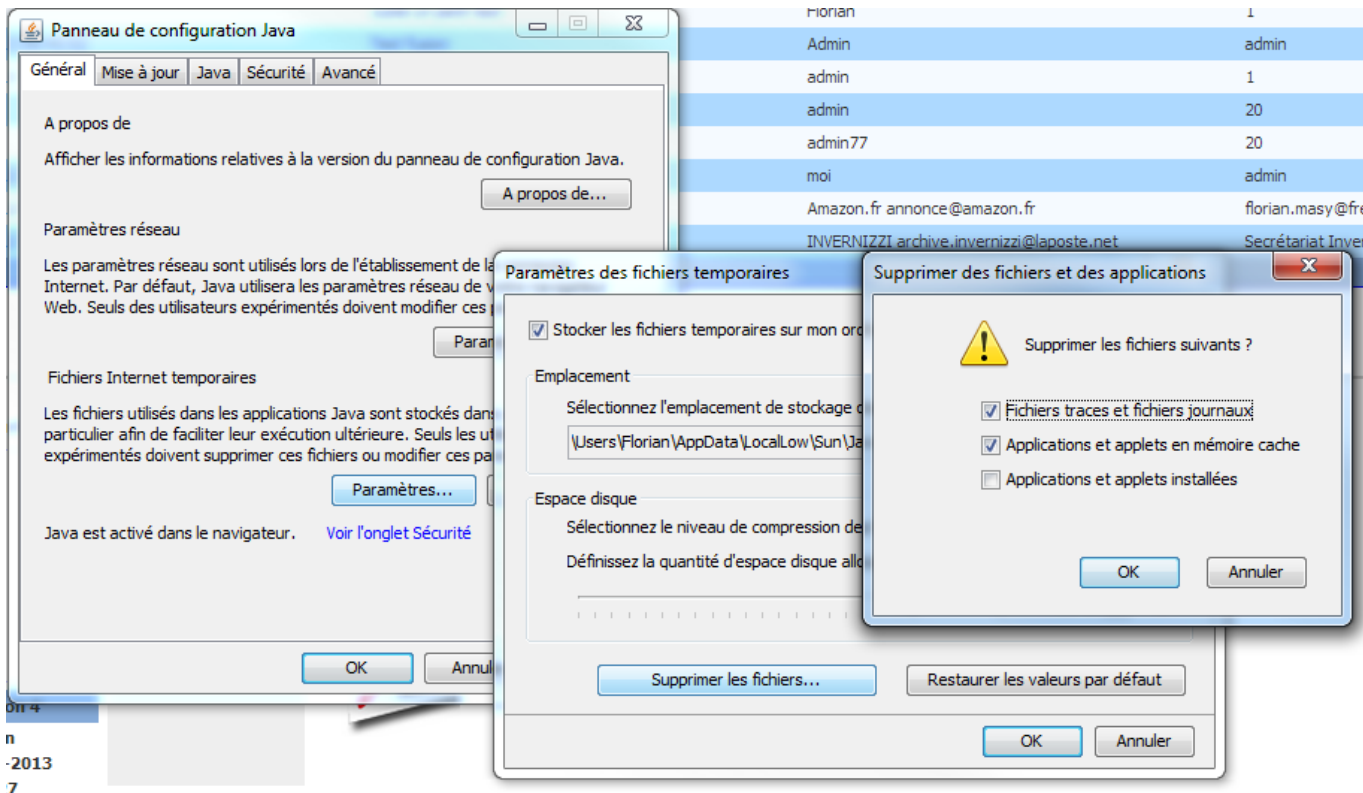 Panneau de configuration Java
Général Mise à jour Java Sécurité Avancé
A propos de
Afficher les informations relatives à la version du panneau de configuration Java.
A propos de...
Paramètres réseau
Les paramètres réseau sont utilisés lors de l'établissement de la
Internet. Par défaut, Java utilisera les paramètres réseau de
Web. Seuls des utilisateurs expérimentés doivent modifier ces
Fichiers Internet temporaires
Les fichiers utilisés dans les applications Java sont stockés dans
particulier afin de faciliter leur exécution ultérieure. Seuls les
expérimentés doivent supprimer ces fichiers ou modifier ces
Paramètres...
Java est activé dans le navigateur. Voir l'onglet Sécurité
OK
Florian 1
Admin admin
admin 1
admin 20
admin77 20
moi admin
Amazon.fr annonce@amazon.fr florian.masy@fre
INVERNIZZI archive.invernizzi@laposte.net Secrétariat Inver
Paramètres des fichiers temporaires
Stocker les fichiers temporaires sur mon
Emplacement
Sélectionnez l'emplacement de stockage
\Users\Florian\AppData\LocalLow\Sun\Ja
Espace disque
Sélectionnez le niveau de compression de
Définissez la quantité d'espace disque
Supprimer les fichiers... Restaurer les valeurs par défaut
OK Annuler
Supprimer des fichiers et des applications
Supprimer les fichiers suivants ?
Fichiers traces et fichiers journaux
Applications et applets en mémoire cache
Applications et applets installées
OK Annuler
on 4
n
-2013